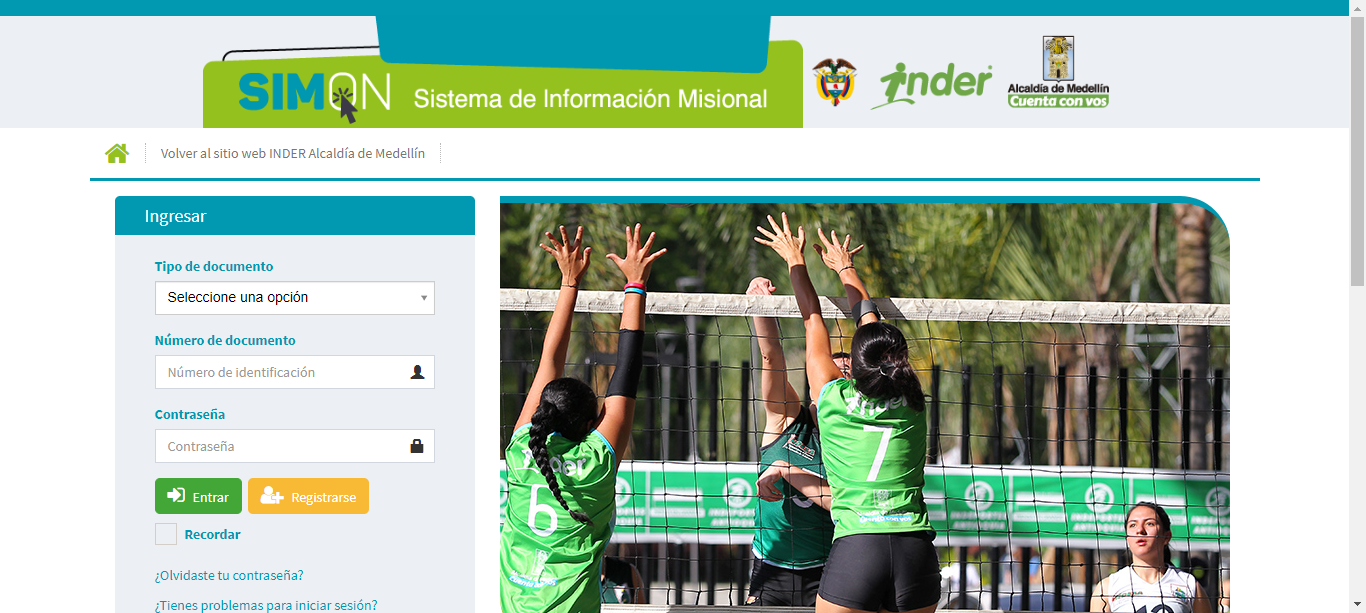 SIMON Sistema de Información Misional
inder
Alcaldía de Medellín
Cuenta con vos
Volver al sitio web INDER Alcaldía de Medellín
Ingresar
Tipo de documento
Seleccione una opción
Número de documento
Número de identificación
Contraseña
Contraseña
Entrar Registrarse
Recordar
¿Olvidaste tu contraseña?
¿Tienes problemas para iniciar sesión?
inder
7
inder
6
10